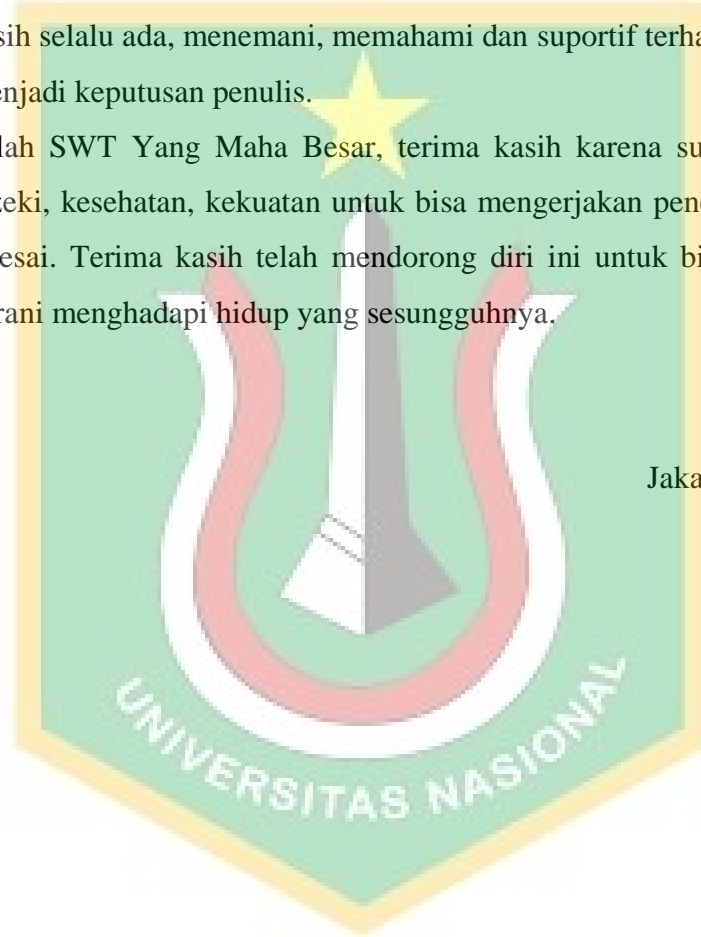 sih selalu ada, menemani, memahami dan suportif terha
enjadi keputusan penulis.
lah SWT Yang Maha Besar, terima kasih karena su
zeki, kesehatan, kekuatan untuk bisa mengerjakan pene
esai. Terima kasih telah mendorong diri ini untuk bi
rani menghadapi hidup yang sesungguhnya.
Jaka
UNIVERSITAS NASIONAL